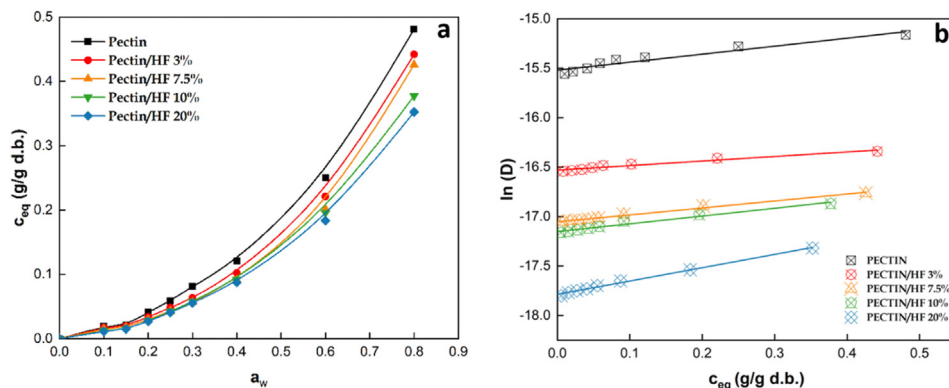 a
Pectin
Pectin/HF 3%
Pectin/HF 7.5%
Pectin/HF 10%
Pectin/HF 20%
c_eq (g/g d.b.)
0.5
0.4
0.3
0.2
0.1
0.0
0.0 0.1 0.2 0.3 0.4 0.5 0.6 0.7 0.8 0.9
a_w
b
ln (D)
-15.0
-15.5
-16.0
-16.5
-17.0
-17.5
-18.0
PECTIN
PECTIN/HF 3%
PECTIN/HF 7.5%
PECTIN/HF 10%
PECTIN/HF 20%
0.0 0.1 0.2 0.3 0.4 0.5
c_eq (g/g d.b.)